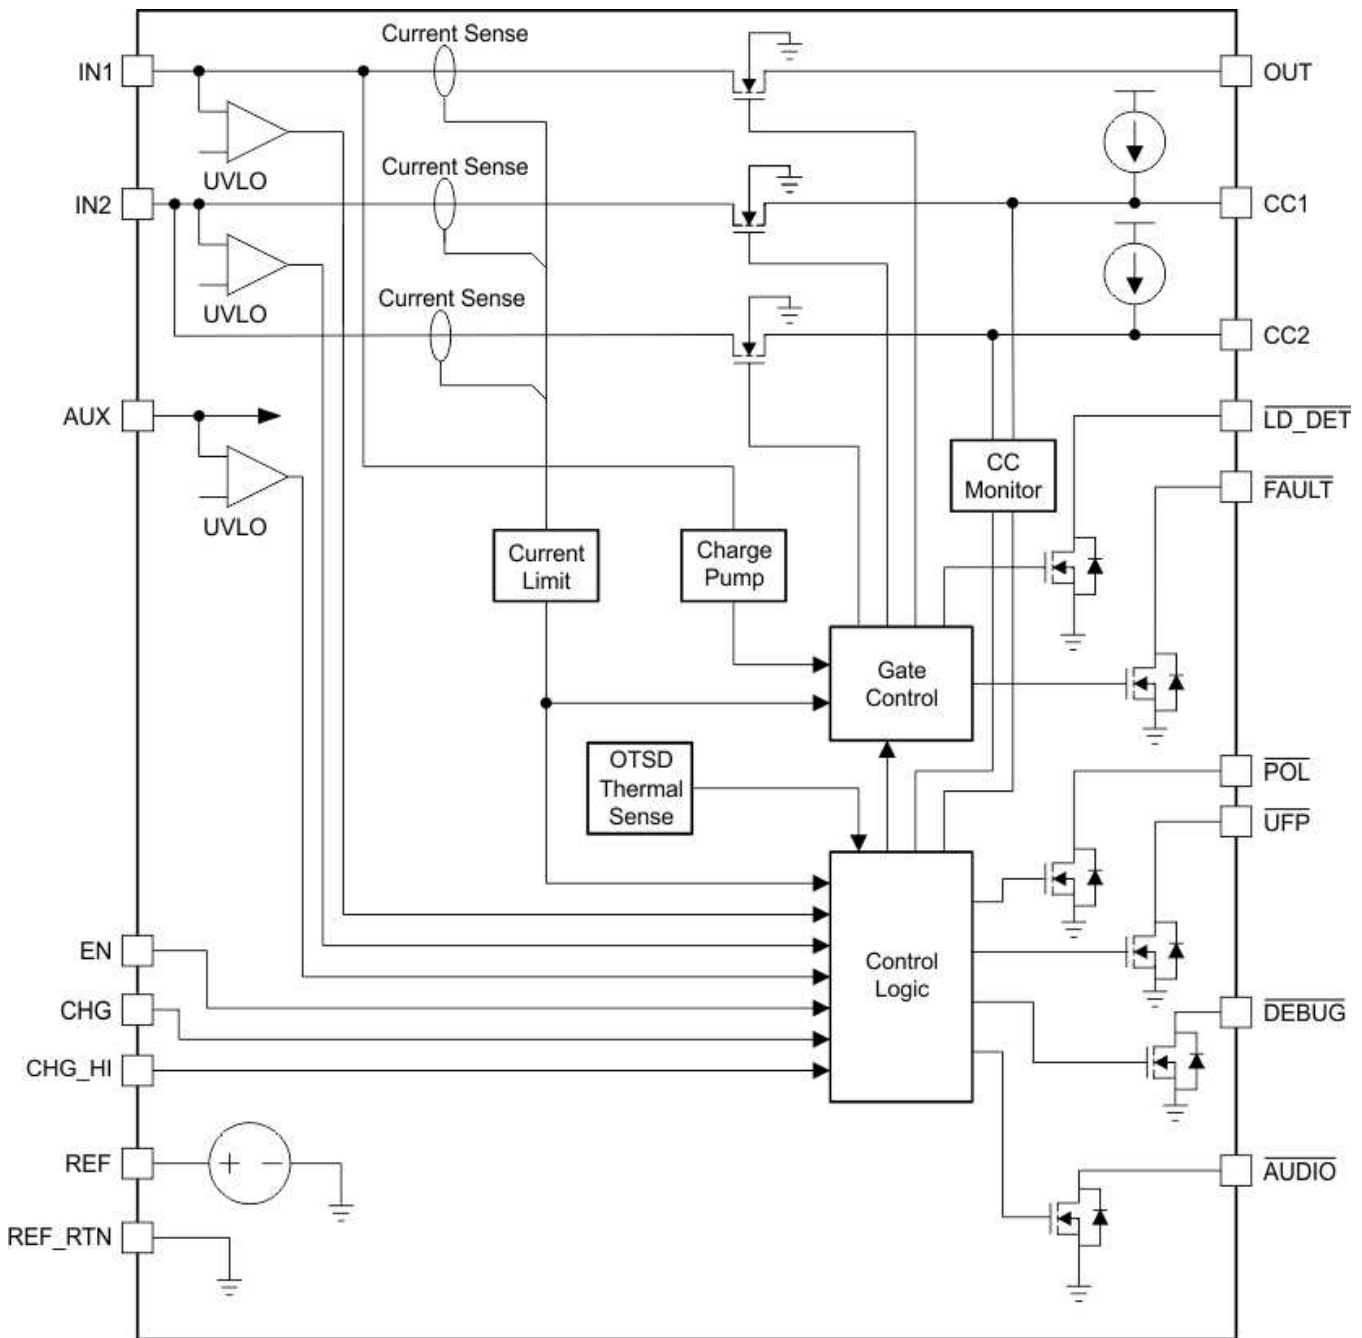 Current Sense
IN1
OUT
UVLO
Current Sense
IN2
CC1
UVLO
Current Sense
CC2
AUX
LD_DET
UVLO
CC
Monitor
FAULT
Current
Limit
Charge
Pump
Gate
Control
OTSD
Thermal
Sense
POL
UFP
EN
Control
Logic
CHG
DEBUG
CHG_HI
REF
+ −
AUDIO
REF_RTN